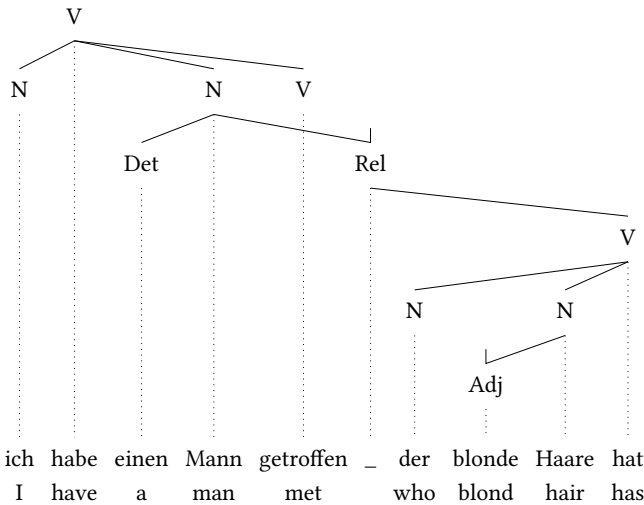 V
N N V
Det Rel
V
N N
Adj
ich habe einen Mann getroffen _ der blonde Haare hat
I have a man met who blond hair has